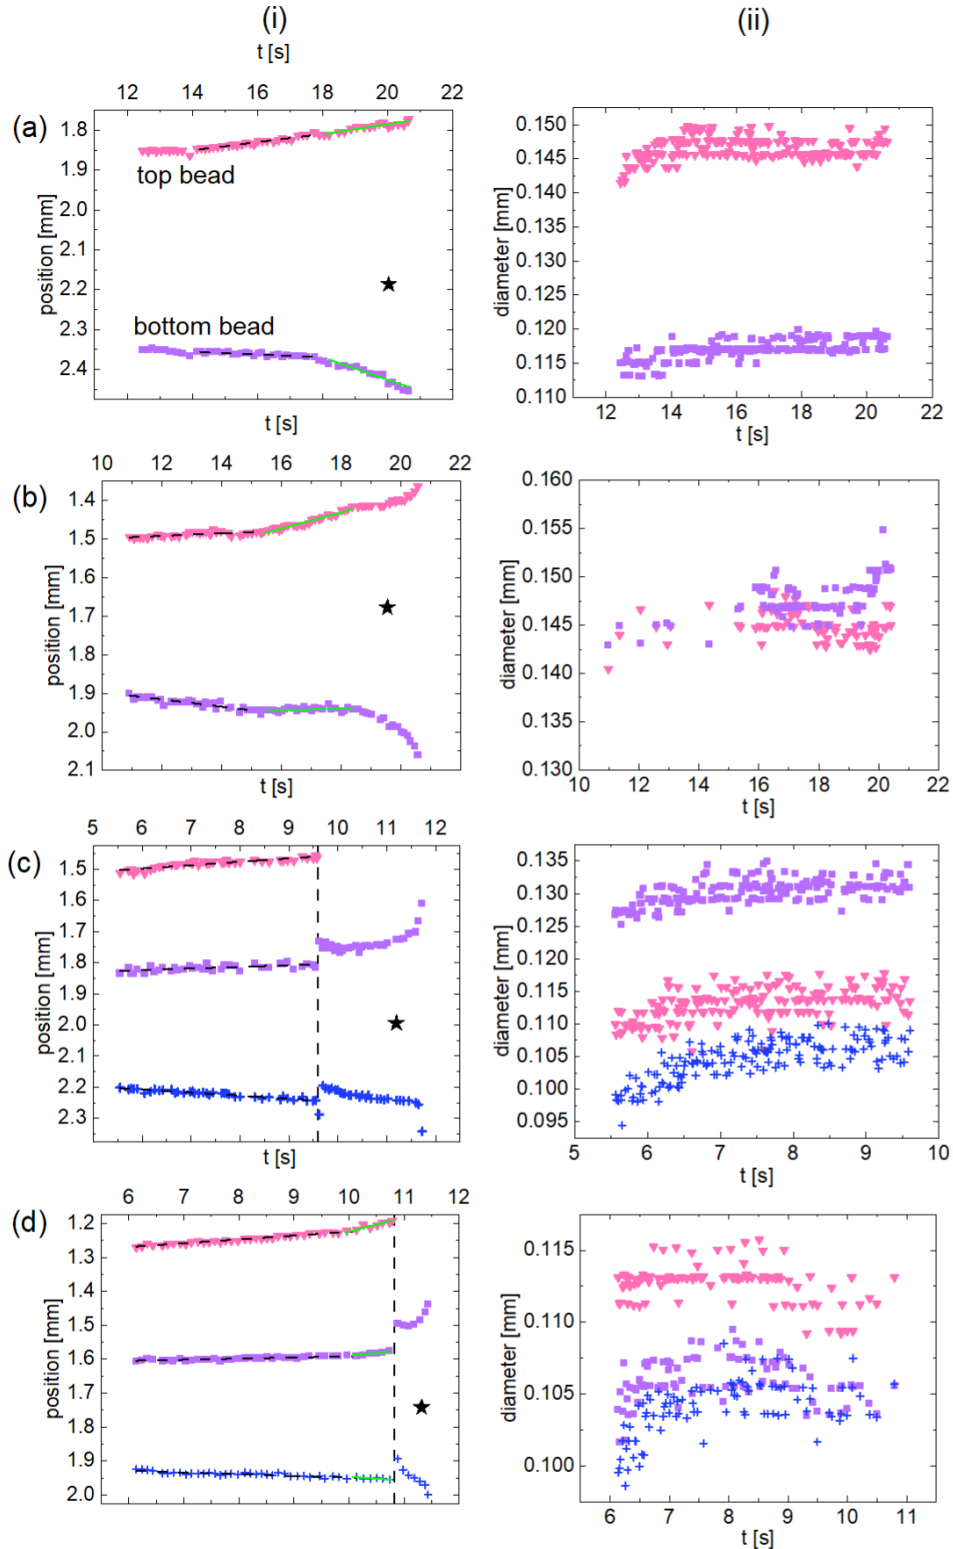 (i)
(ii)
t [s]
12 14 16 18 20 22
(a)
1.8
1.9
2.0
2.1
2.2
2.3
2.4
position [mm]
top bead
bottom bead
t [s]
0.150
0.145
0.140
0.135
0.130
0.125
0.120
0.115
0.110
diameter [mm]
12 14 16 18 20 22
t [s]
10 12 14 16 18 20 22
(b)
1.4
1.5
1.6
1.7
1.8
1.9
2.0
2.1
position [mm]
t [s]
0.160
0.155
0.150
0.145
0.140
0.135
0.130
diameter [mm]
10 12 14 16 18 20 22
t [s]
5 6 7 8 9 10 11 12
(c)
1.5
1.6
1.7
1.8
1.9
2.0
2.1
2.2
2.3
position [mm]
t [s]
0.135
0.130
0.125
0.120
0.115
0.110
0.105
0.100
0.095
diameter [mm]
5 6 7 8 9 10
t [s]
6 7 8 9 10 11 12
(d)
1.2
1.3
1.4
1.5
1.6
1.7
1.8
1.9
2.0
position [mm]
0.115
0.110
0.105
0.100
diameter [mm]
6 7 8 9 10 11
t [s]